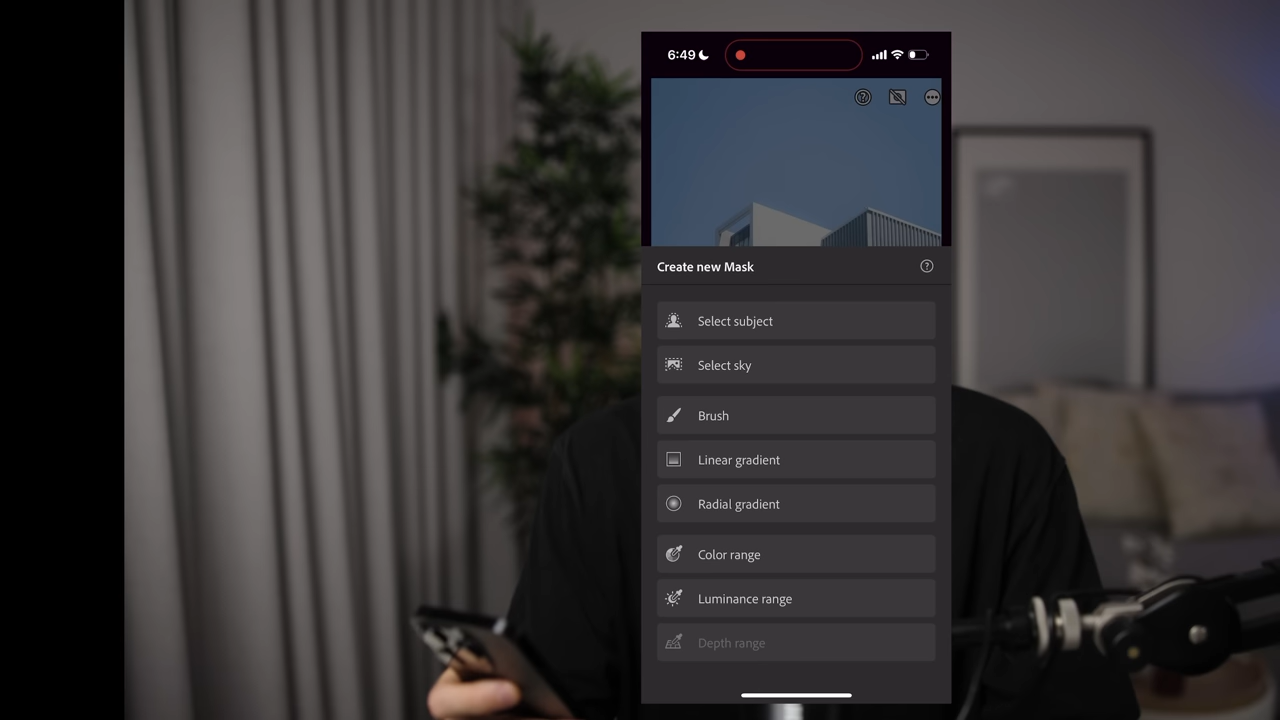 6:49
Create new Mask
Select subject
Select sky
Brush
Linear gradient
Radial gradient
Color range
Luminance range
Depth range